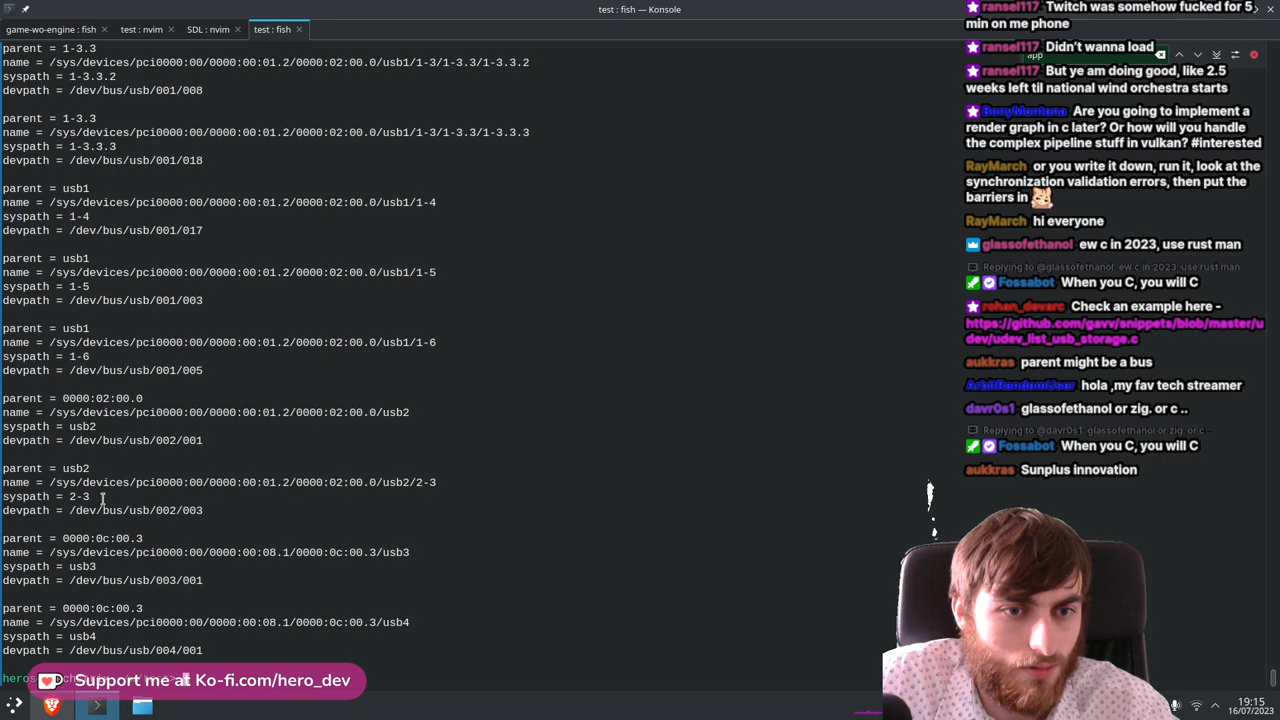 test : fish — Konsole
game-wo-engine : fish
test : nvim
SDL : nvim
test : fish
app
parent = 1-3.3
name = /sys/devices/pci0000:00/0000:00:01.2/0000:02:00.0/usb1/1-3/1-3.3/1-3.3.2
syspath = 1-3.3.2
devpath = /dev/bus/usb/001/008
parent = 1-3.3
name = /sys/devices/pci0000:00/0000:00:01.2/0000:02:00.0/usb1/1-3/1-3.3/1-3.3.3
syspath = 1-3.3.3
devpath = /dev/bus/usb/001/018
parent = usb1
name = /sys/devices/pci0000:00/0000:00:01.2/0000:02:00.0/usb1/1-4
syspath = 1-4
devpath = /dev/bus/usb/001/017
parent = usb1
name = /sys/devices/pci0000:00/0000:00:01.2/0000:02:00.0/usb1/1-5
syspath = 1-5
devpath = /dev/bus/usb/001/003
parent = usb1
name = /sys/devices/pci0000:00/0000:00:01.2/0000:02:00.0/usb1/1-6
syspath = 1-6
devpath = /dev/bus/usb/001/005
parent = 0000:02:00.0
name = /sys/devices/pci0000:00/0000:00:01.2/0000:02:00.0/usb2
syspath = usb2
devpath = /dev/bus/usb/002/001
parent = usb2
name = /sys/devices/pci0000:00/0000:00:01.2/0000:02:00.0/usb2/2-3
syspath = 2-3
devpath = /dev/bus/usb/002/003
parent = 0000:0c:00.3
name = /sys/devices/pci0000:00/0000:00:08.1/0000:0c:00.3/usb3
syspath = usb3
devpath = /dev/bus/usb/003/001
parent = 0000:0c:00.3
name = /sys/devices/pci0000:00/0000:00:08.1/0000:0c:00.3/usb4
syspath = usb4
devpath = /dev/bus/usb/004/001
Support me at Ko-fi.com/hero_dev
ransel117 Twitch was somehow fucked for 5
min on me phone
ransel117 Didn't wanna load
ransel117 But ye am doing good, like 2.5
weeks left til national wind orchestra starts
BonyMontana Are you going to implement a
render graph in c later? Or how will you handle
the complex pipeline stuff in vulkan? #interested
RayMarch or you write it down, run it, look at the
synchronization validation errors, then put the
barriers in
RayMarch hi everyone
glassofethanol ew c in 2023, use rust man
Replying to @glassofethanol: ew c in 2023, use rust man
Fossabot When you C, you will C
rohan_devarc Check an example here -
https://github.com/gavv/snippets/blob/master/u
dev/udev_list_usb_storage.c
aukkras parent might be a bus
ArbitRandomUser hola ,my fav tech streamer
davr0s1 glassofethanol or zig. or c ..
Replying to @davr0s1: glassofethanol or zig. or c ..
Fossabot When you C, you will C
aukkras Sunplus innovation
19:15
16/07/2023